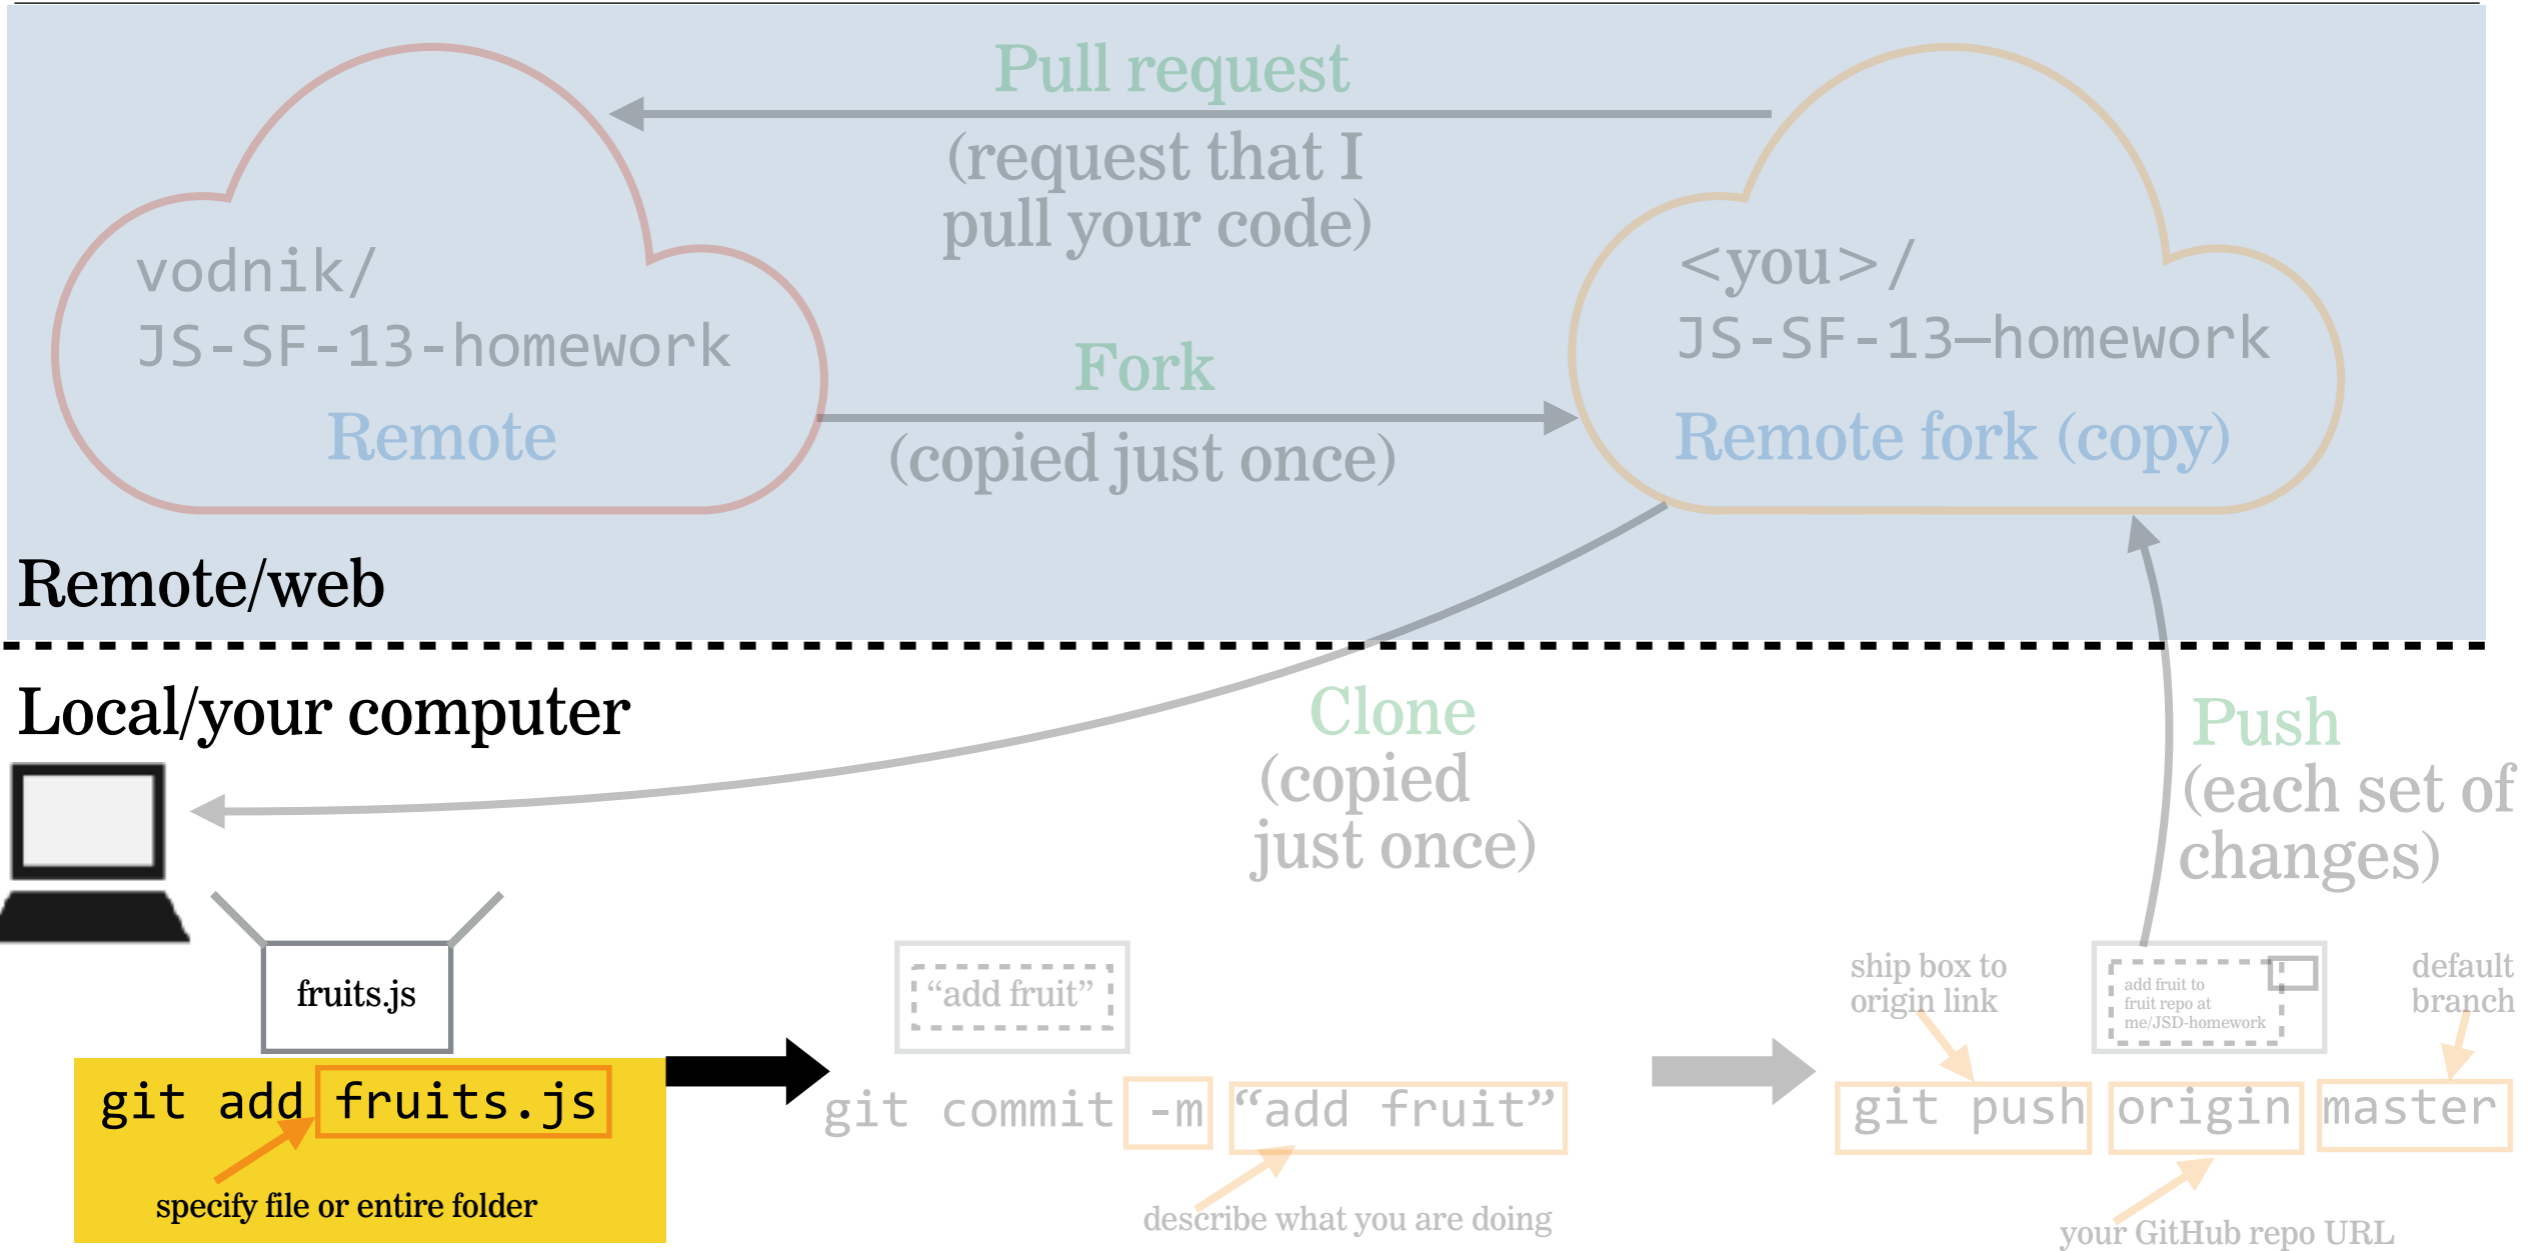 Pull request
(request that I
pull your code)
vodnik/
JS-SF-13-homework
Remote
Fork
(copied just once)
<you>/
JS-SF-13—homework
Remote fork (copy)
Remote/web
Local/your computer
Clone
(copied
just once)
Push
(each set of
changes)
fruits.js
git add fruits.js
specify file or entire folder
“add fruit”
git commit -m “add fruit”
describe what you are doing
ship box to
origin link
add fruit to
fruit repo at
me/JSD-homework
default
branch
git push origin master
your GitHub repo URL